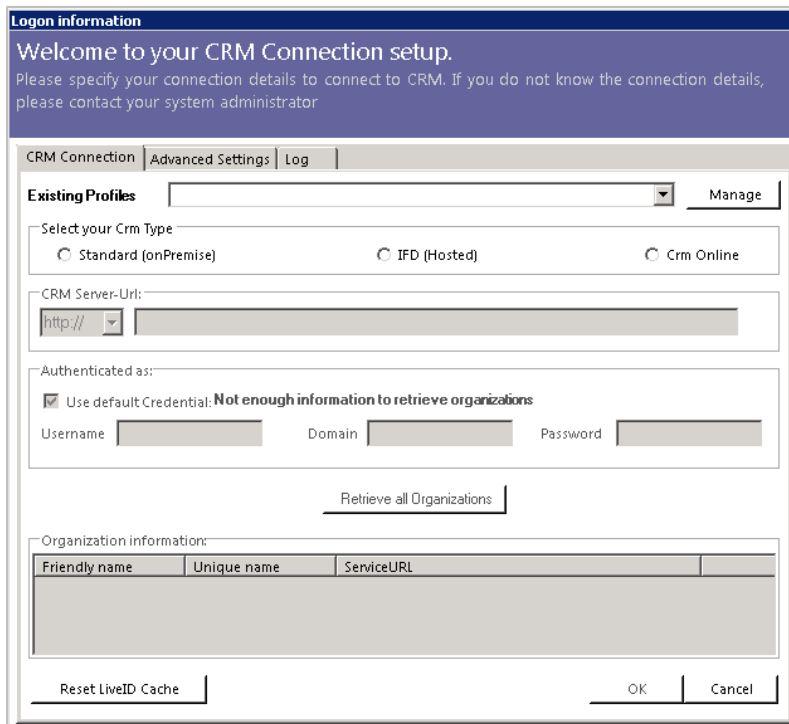 Logon information
Welcome to your CRM Connection setup.
Please specify your connection details to connect to CRM. If you do not know the connection details,
please contact your system administrator
CRM Connection Advanced Settings Log
Existing Profiles Manage
Select your Crm Type
Standard (onPremise) IFD (Hosted) Crm Online
CRM Server-Url:
http://
Authenticated as:
Use default Credential: Not enough information to retrieve organizations
Username Domain Password
Retrieve all Organizations
Organization information:
Friendly name Unique name ServiceURL
Reset LiveID Cache OK Cancel